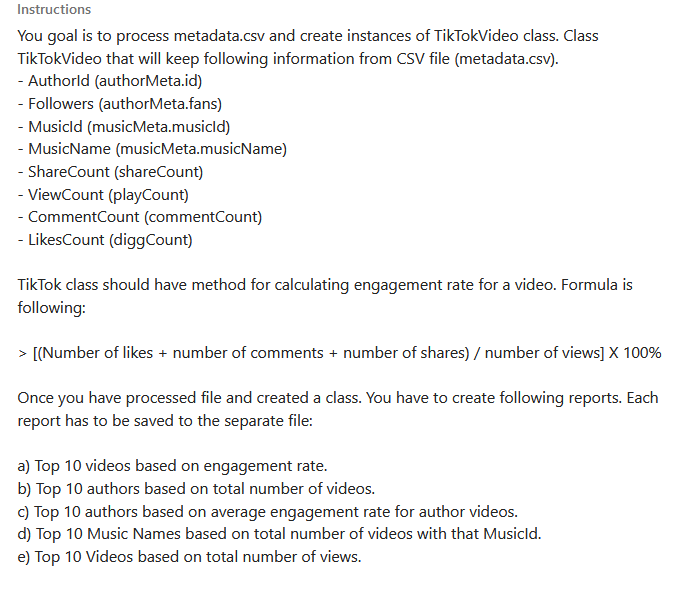 Instructions
You goal is to process metadata.csv and create instances of TikTokVideo class. Class
TikTokVideo that will keep following information from CSV file (metadata.csv).
- AuthorId (authorMeta.id)
- Followers (authorMeta.fans)
- MusicId (musicMeta.musicId)
- MusicName (musicMeta.musicName)
- ShareCount (shareCount)
- ViewCount (playCount)
- CommentCount (commentCount)
- LikesCount (diggCount)
TikTok class should have method for calculating engagement rate for a video. Formula is
following:
> [(Number of likes + number of comments + number of shares) / number of views] X 100%
Once you have processed file and created a class. You have to create following reports. Each
report has to be saved to the separate file:
a) Top 10 videos based on engagement rate.
b) Top 10 authors based on total number of videos.
c) Top 10 authors based on average engagement rate for author videos.
d) Top 10 Music Names based on total number of videos with that MusicId.
e) Top 10 Videos based on total number of views.